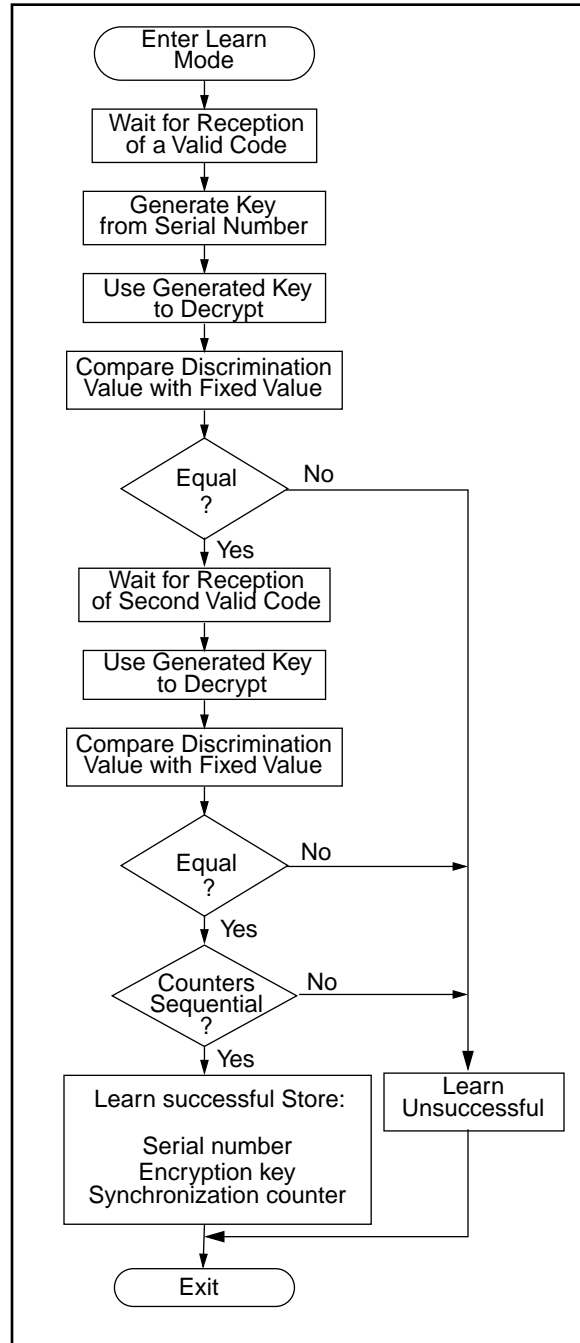 Enter Learn
Mode
Wait for Reception
of a Valid Code
Generate Key
from Serial Number
Use Generated Key
to Decrypt
Compare Discrimination
Value with Fixed Value
Equal
?
No
Yes
Wait for Reception
of Second Valid Code
Use Generated Key
to Decrypt
Compare Discrimination
Value with Fixed Value
Equal
?
No
Yes
Counters
Sequential
?
No
Yes
Learn successful Store:
Serial number
Encryption key
Synchronization counter
Learn
Unsuccessful
Exit